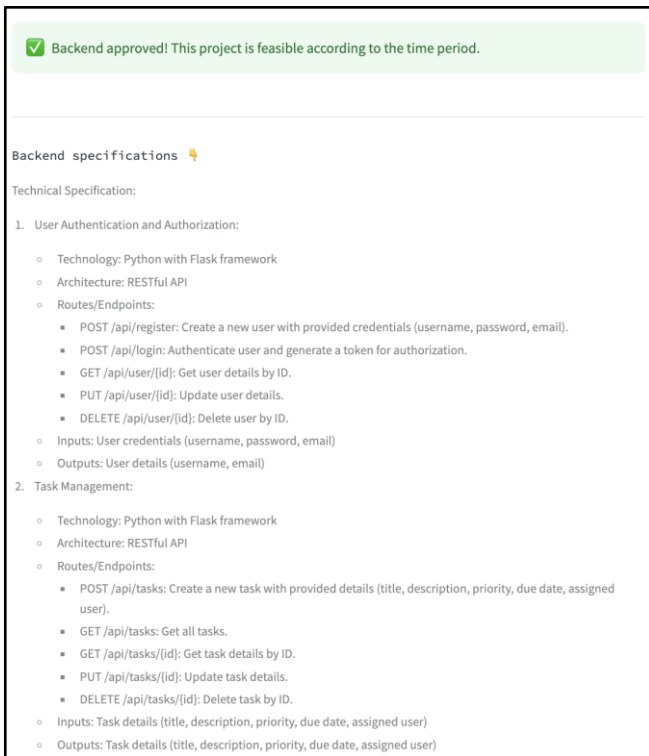 ✅ Backend approved! This project is feasible according to the time period.
Backend specifications 👇
Technical Specification:
1. User Authentication and Authorization:
◦ Technology: Python with Flask framework
◦ Architecture: RESTful API
◦ Routes/Endpoints:
▪ POST /api/register: Create a new user with provided credentials (username, password, email).
▪ POST /api/login: Authenticate user and generate a token for authorization.
▪ GET /api/user/{id}: Get user details by ID.
▪ PUT /api/user/{id}: Update user details.
▪ DELETE /api/user/{id}: Delete user by ID.
◦ Inputs: User credentials (username, password, email)
◦ Outputs: User details (username, email)
2. Task Management:
◦ Technology: Python with Flask framework
◦ Architecture: RESTful API
◦ Routes/Endpoints:
▪ POST /api/tasks: Create a new task with provided details (title, description, priority, due date, assigned
user).
▪ GET /api/tasks: Get all tasks.
▪ GET /api/tasks/{id}: Get task details by ID.
▪ PUT /api/tasks/{id}: Update task details.
▪ DELETE /api/tasks/{id}: Delete task by ID.
◦ Inputs: Task details (title, description, priority, due date, assigned user)
◦ Outputs: Task details (title, description, priority, due date, assigned user)